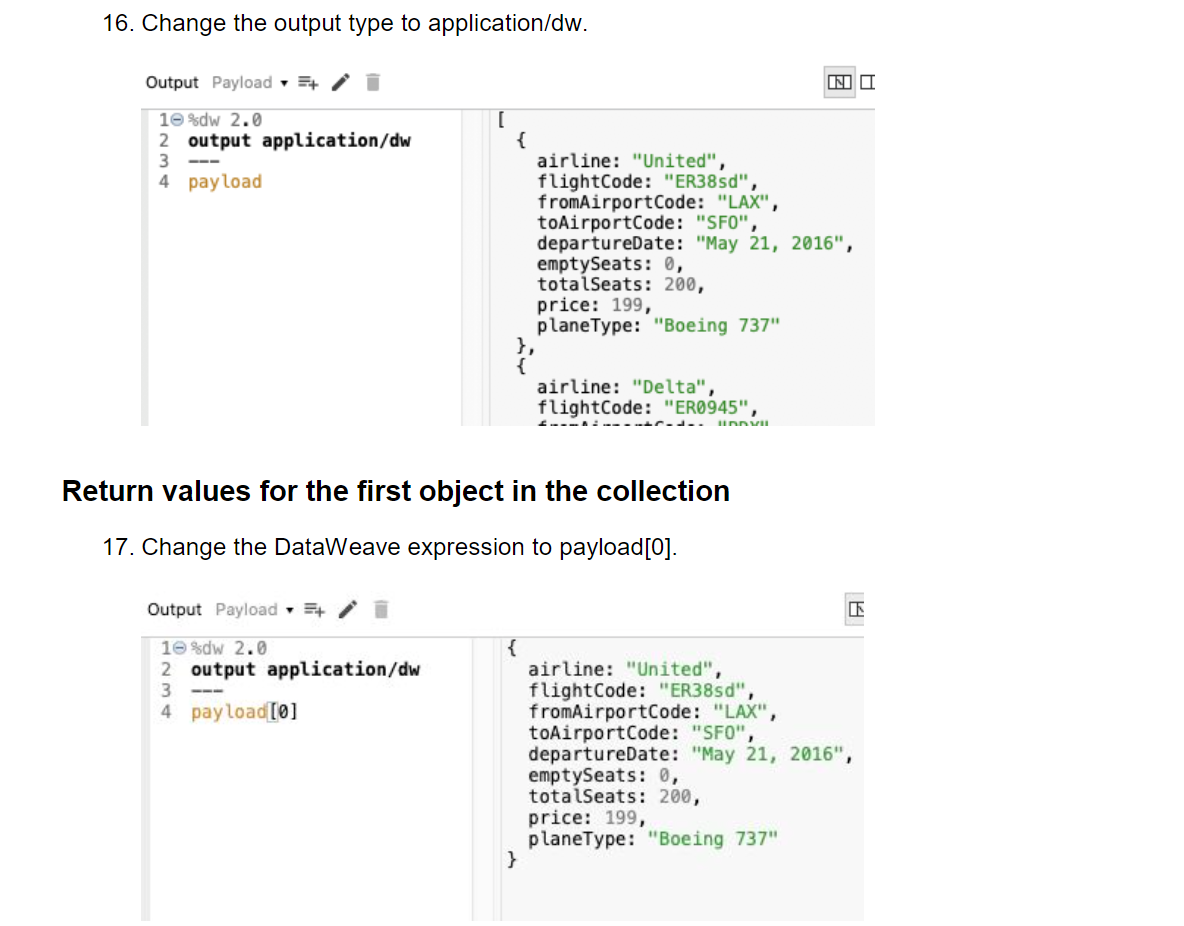 16. Change the output type to application/dw.
Output Payload
1 %dw 2.0
2 output application/dw
3 ---
4 payload
[
{
airline: "United",
flightCode: "ER38sd",
fromAirportCode: "LAX",
toAirportCode: "SFO",
departureDate: "May 21, 2016",
emptySeats: 0,
totalSeats: 200,
price: 199,
planeType: "Boeing 737"
},
{
airline: "Delta",
flightCode: "ER0945",
Return values for the first object in the collection
17. Change the DataWeave expression to payload[0].
Output Payload
1 %dw 2.0
2 output application/dw
3 ---
4 payload[0]
{
airline: "United",
flightCode: "ER38sd",
fromAirportCode: "LAX",
toAirportCode: "SFO",
departureDate: "May 21, 2016",
emptySeats: 0,
totalSeats: 200,
price: 199,
planeType: "Boeing 737"
}